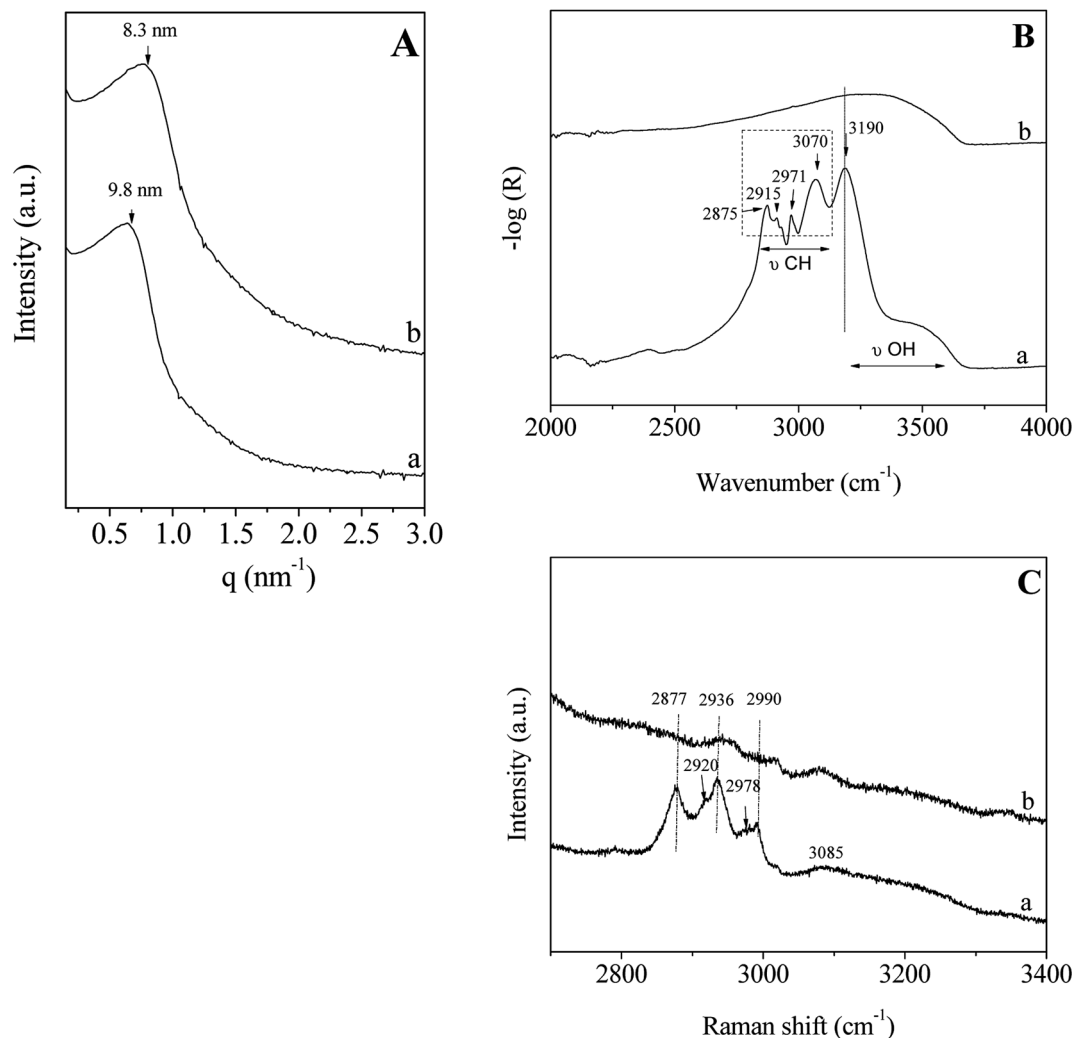 A
8.3 nm
9.8 nm
b
a
Intensity (a.u.)
0.5 1.0 1.5 2.0 2.5 3.0
q (nm⁻¹)
B
b
3190
3070
2971
2915
2875
υ CH
υ OH
a
-log (R)
2000 2500 3000 3500 4000
Wavenumber (cm⁻¹)
C
2877 2936 2990
2920
2978
3085
b
a
Intensity (a.u.)
2800 3000 3200 3400
Raman shift (cm⁻¹)